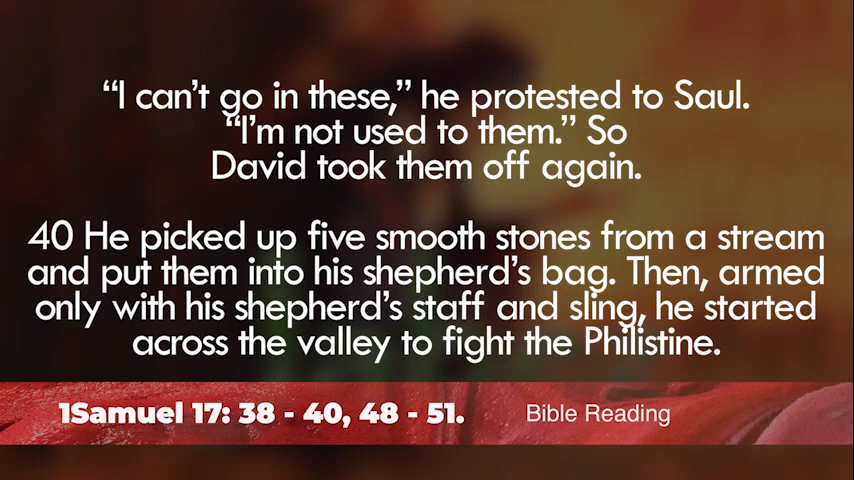 “I can’t go in these,” he protested to Saul.
“I’m not used to them.” So
David took them off again.
40 He picked up five smooth stones from a stream
and put them into his shepherd’s bag. Then, armed
only with his shepherd’s staff and sling, he started
across the valley to fight the Philistine.
1Samuel 17: 38 - 40, 48 - 51.
Bible Reading